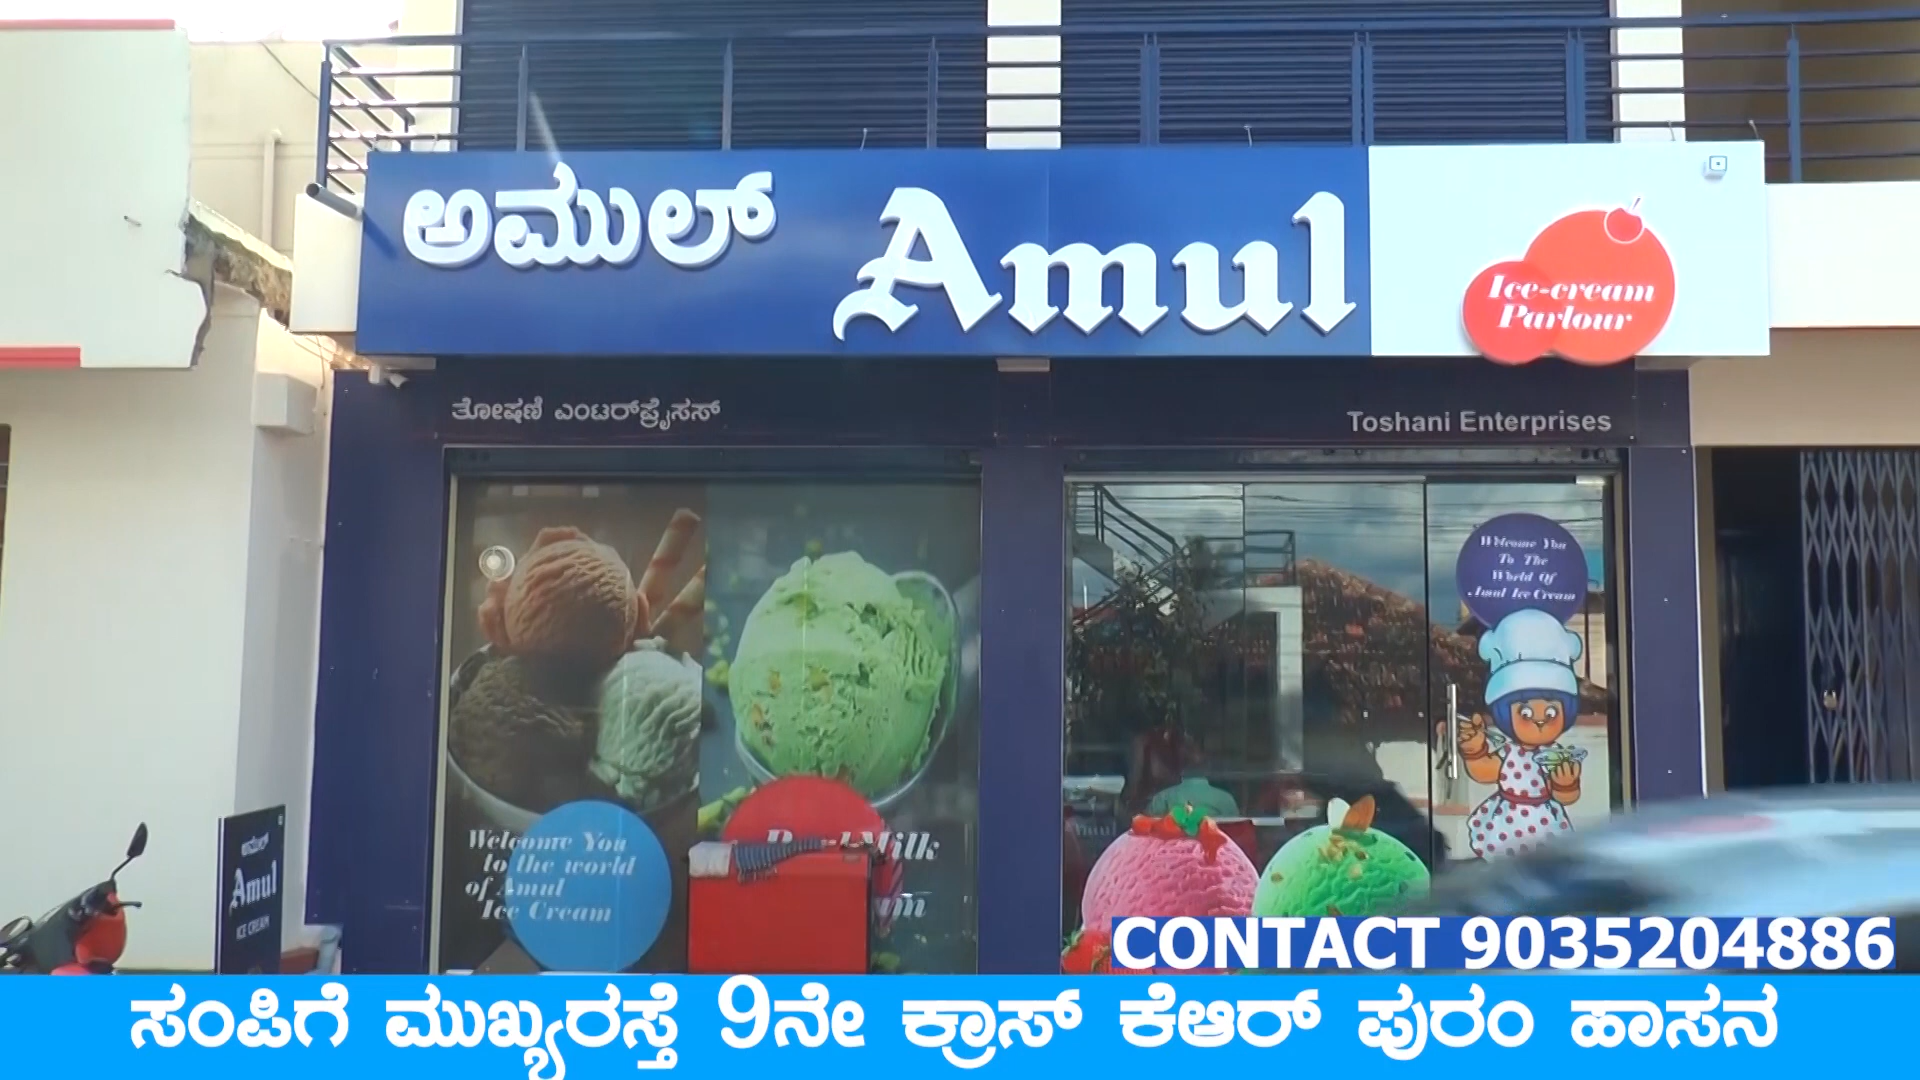 ಅಮುಲ್ Amul
Ice-cream
Parlour
ತೋಷಣಿ ಎಂಟರ್‌ಪ್ರೈಸಸ್
Toshani Enterprises
Welcome You
To The
World Of
Amul Ice Cream
Welcome You
to the world
of Amul
Ice Cream
Milk
ಅಮುಲ್
Amul
ICE CREAM
CONTACT 9035204886
ಸಂಪಿಗೆ ಮುಖ್ಯರಸ್ತೆ 9ನೇ ಕ್ರಾಸ್ ಕೆಆರ್ ಪುರಂ ಹಾಸನ